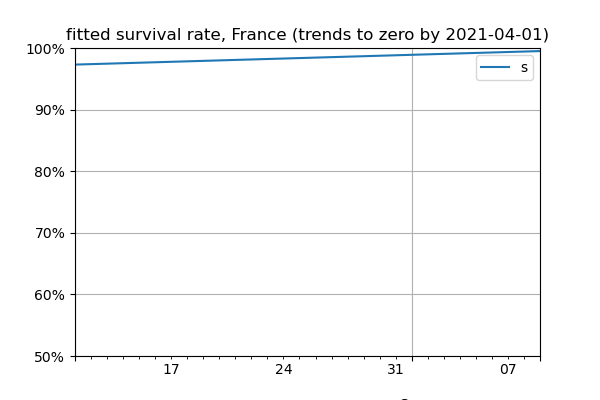 fitted survival rate, France (trends to zero by 2021-04-01)
100%
s
90%
80%
70%
60%
50%
17 24 31 07